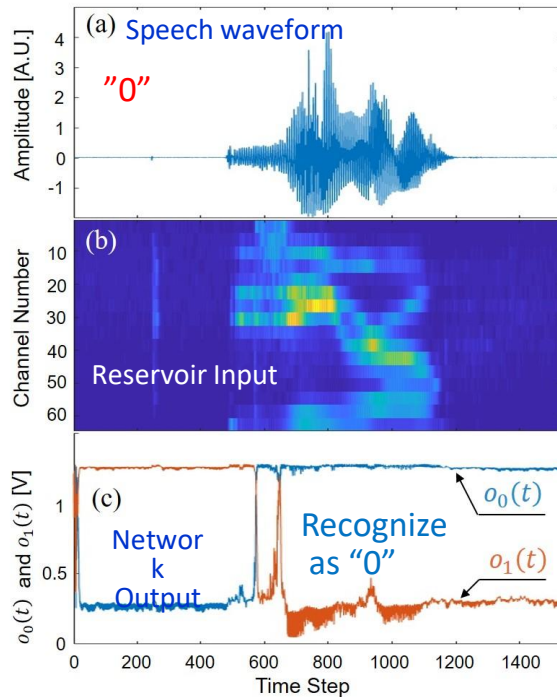 (a) Speech waveform
”0”
Amplitude [A.U.]
4
3
2
1
0
-1
(b)
Channel Number
10
20
30
40
50
60
Reservoir Input
(c)
o₀(t) and o₁(t) [V]
1
0.5
0
Networ
k
Output
Recognize
as “0”
o₀(t)
o₁(t)
0 200 400 600 800 1000 1200 1400
Time Step